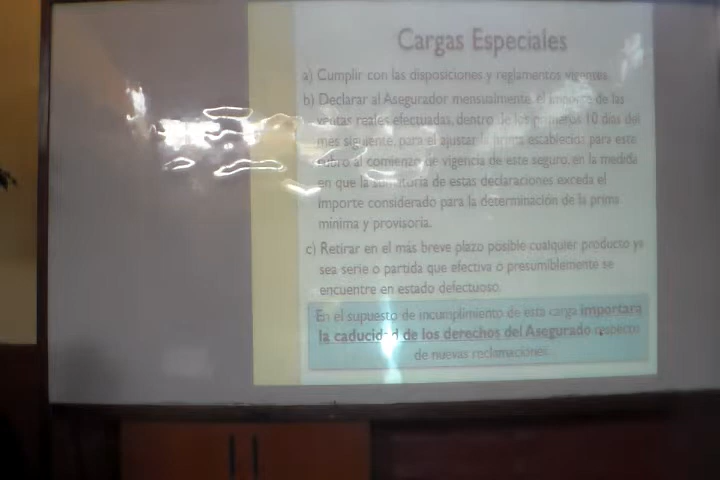 Cargas Especiales
a) Cumplir con las disposiciones y reglamentos vigentes.
b) Declarar al Asegurador mensualmente, el importe de las
ventas reales efectuadas, dentro de los primeros 10 días del
mes siguiente, para el ajustar la prima establecida para este
rubro al comienzo de vigencia de este seguro, en la medida
en que la sumatoria de estas declaraciones exceda el
importe considerado para la determinación de la prima
mínima y provisoria.
c) Retirar en el más breve plazo posible cualquier producto ya
sea serie o partida que efectiva o presumiblemente se
encuentre en estado defectuoso.
En el supuesto de incumplimiento de esta carga importará
la caducidad de los derechos del Asegurado respecto
de nuevas reclamaciones.